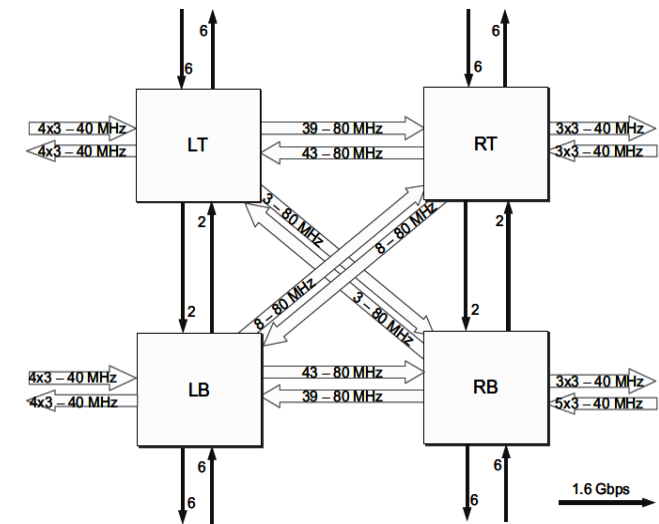 6
6
6
6
4x3 – 40 MHz
LT
39 – 80 MHz
RT
3x3 – 40 MHz
4x3 – 40 MHz
43 – 80 MHz
3x3 – 40 MHz
3 – 80 MHz
8 – 80 MHz
2
2
8 – 80 MHz
3 – 80 MHz
2
2
4x3 – 40 MHz
LB
43 – 80 MHz
RB
3x3 – 40 MHz
4x3 – 40 MHz
39 – 80 MHz
5x3 – 40 MHz
6
6
6
6
1.6 Gbps